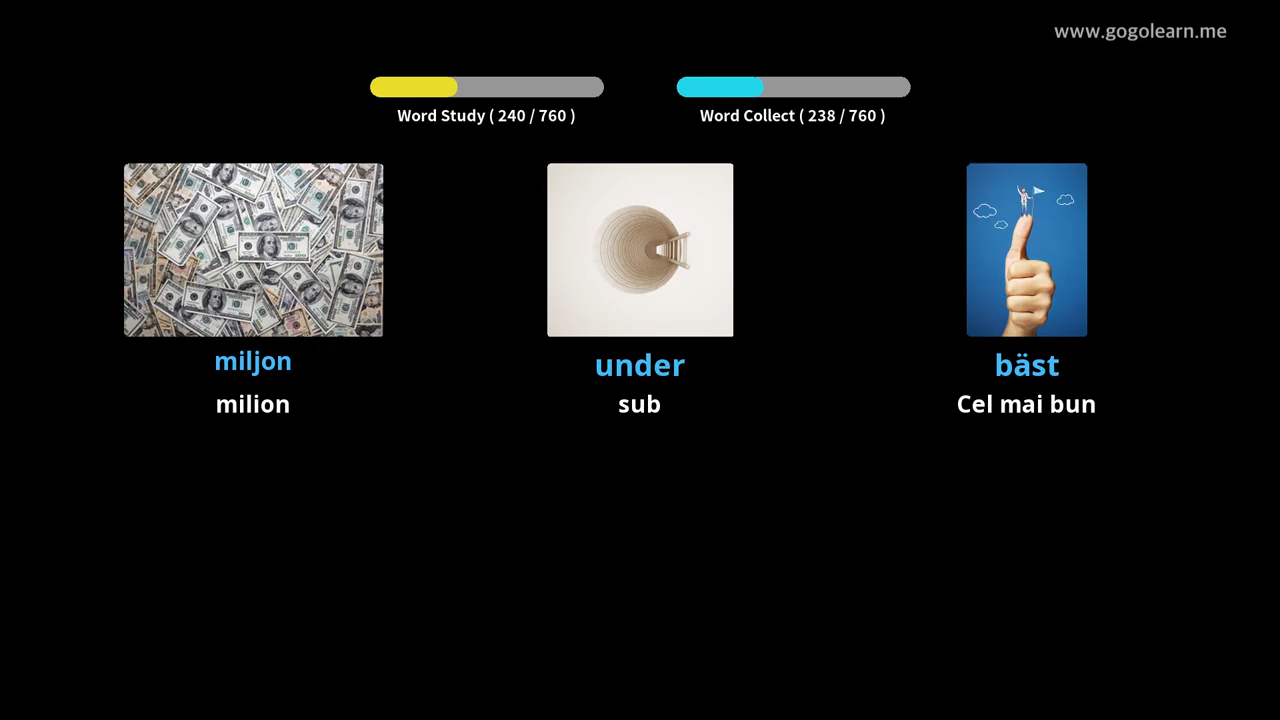 www.gogolearn.me
Word Study ( 240 / 760 )
Word Collect ( 238 / 760 )
miljon
milion
under
sub
bäst
Cel mai bun